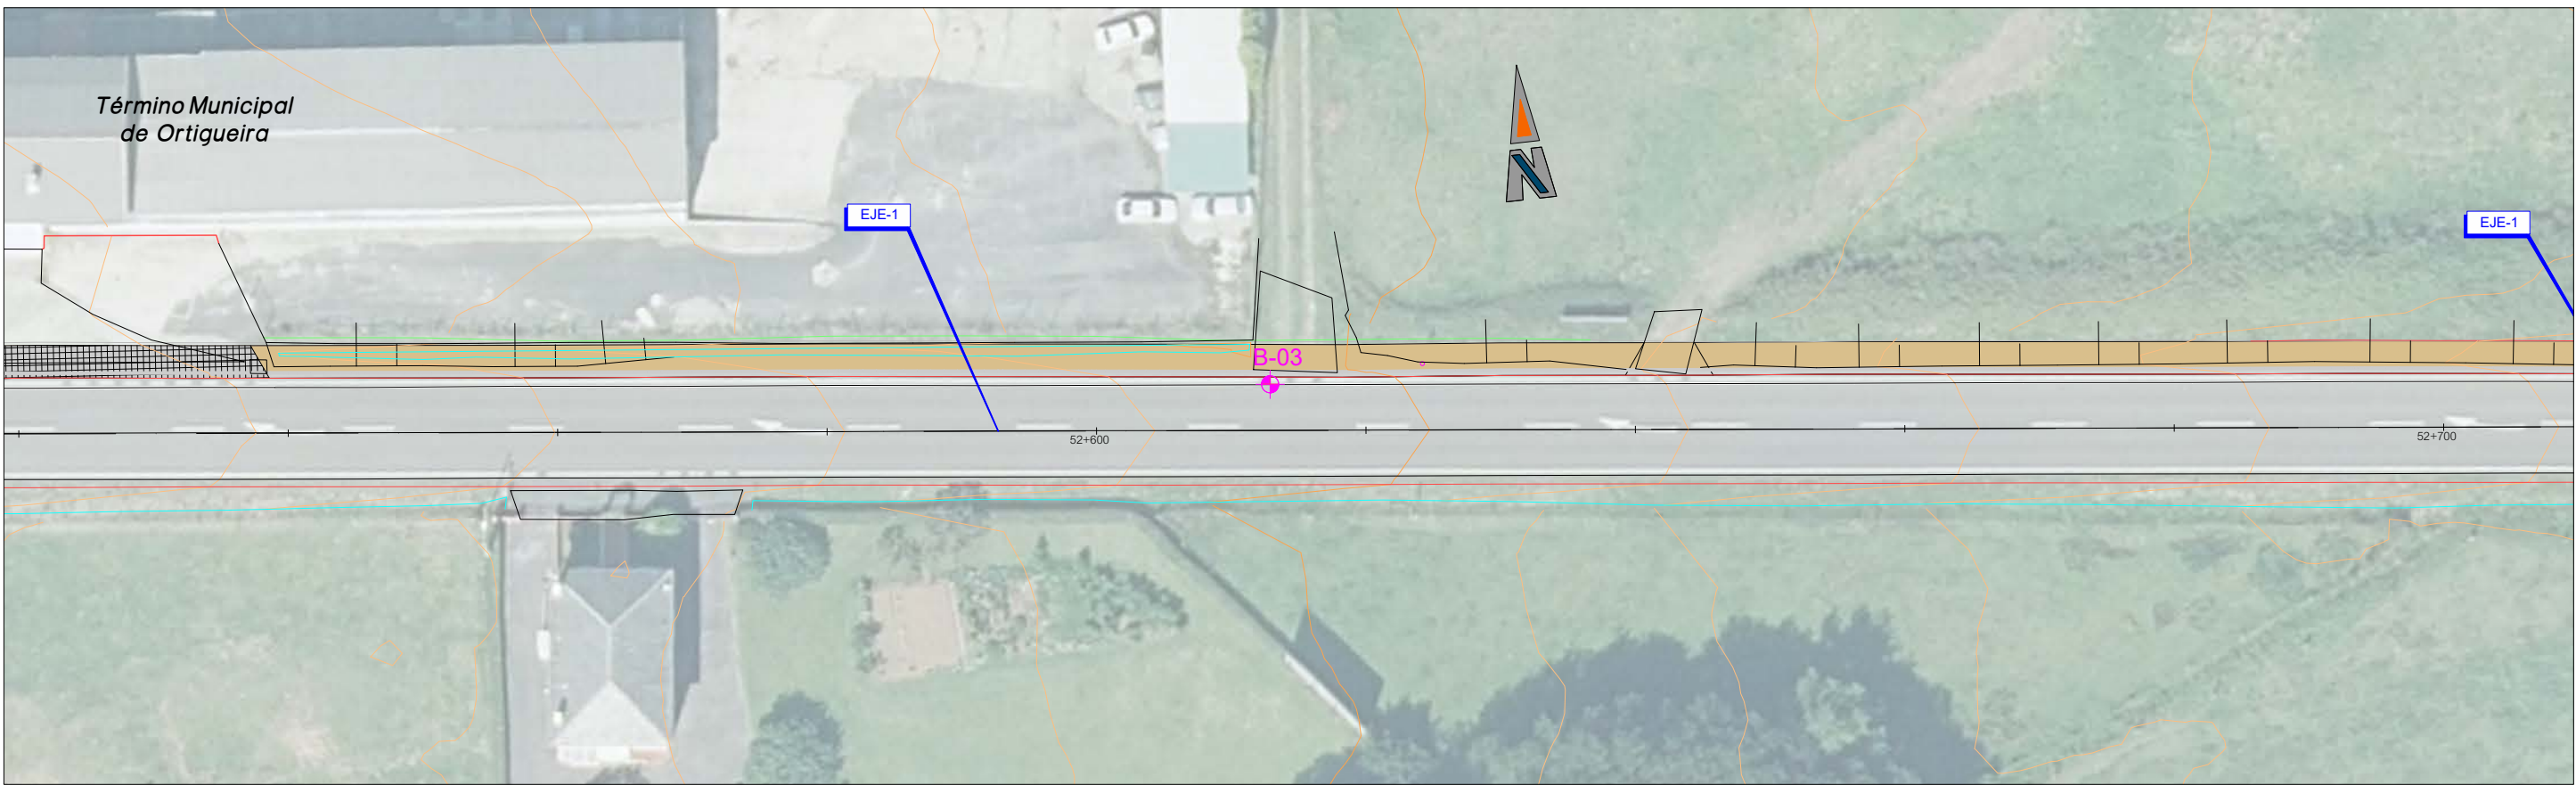 Término Municipal
de Ortigueira
N
EJE-1
EJE-1
B-03
52+600
52+700